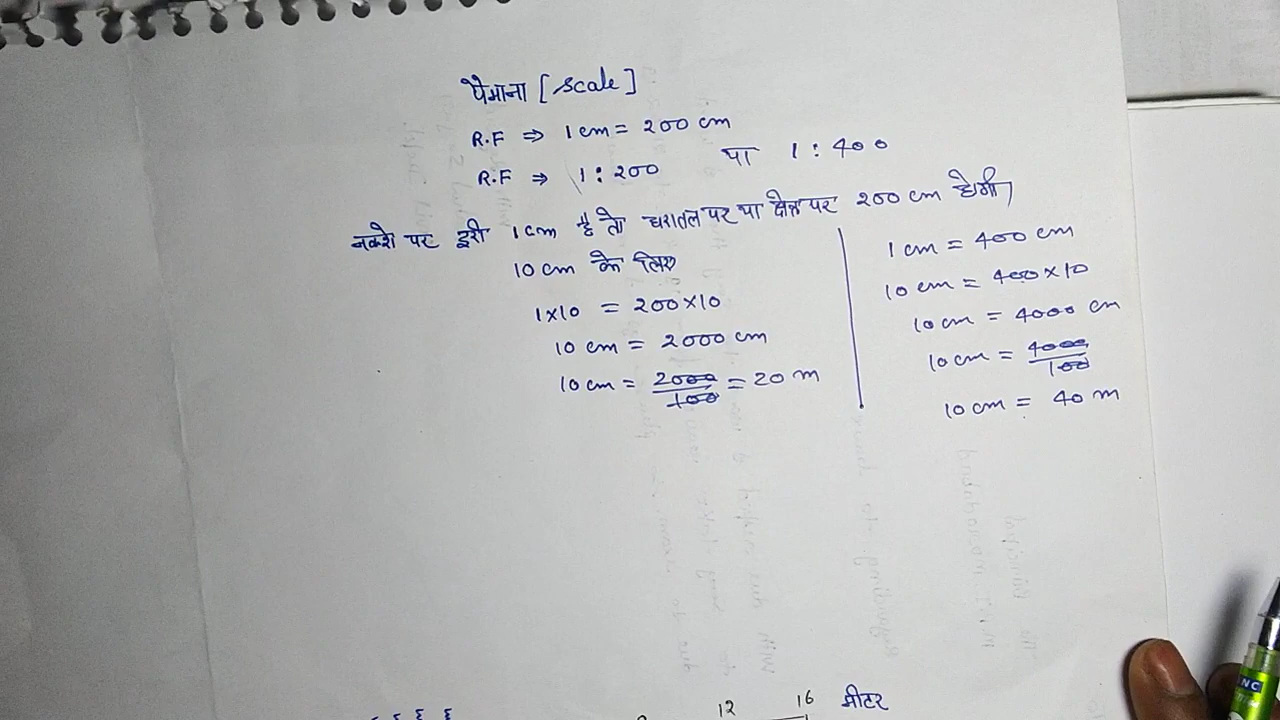 पैमाना [scale]
R.F ⇒ 1 cm = 200 cm
R.F ⇒ 1 : 200 या 1 : 400
नक्शे पर दूरी 1 cm है तो धरातल पर या क्षेत्र पर 200 cm होगी।
10 cm के लिए
1×10 = 200×10
10 cm = 2000 cm
10 cm = 2000/100 = 20 m
1 cm = 400 cm
10 cm = 400×10
10 cm = 4000 cm
10 cm = 4000/100
10 cm = 40 m
12 16 मीटर
NC